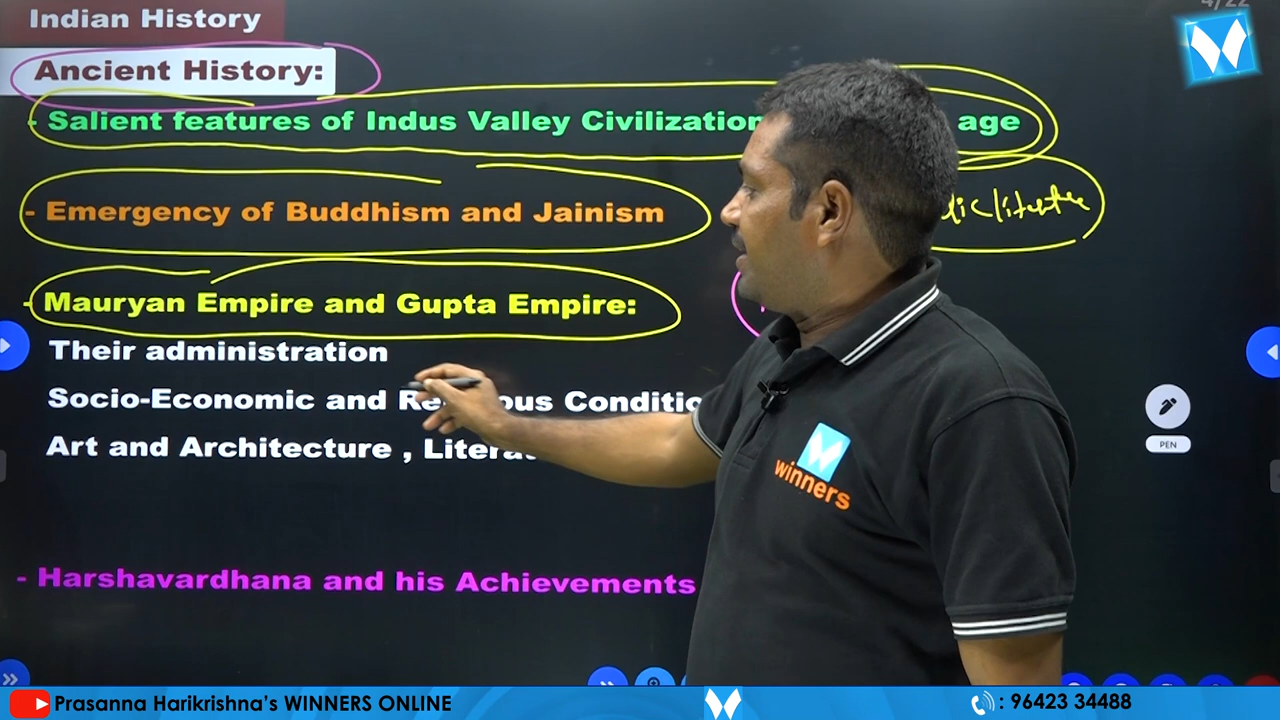 4/22
Indian History
Ancient History:
- Salient features of Indus Valley Civilization age
- Emergency of Buddhism and Jainism
- Mauryan Empire and Gupta Empire:
Their administration
Socio-Economic and
Art and Architecture ,
- Harshavardhana and his Achievements
PEN
winners
Prasanna Harikrishna's WINNERS ONLINE
: 96423 34488